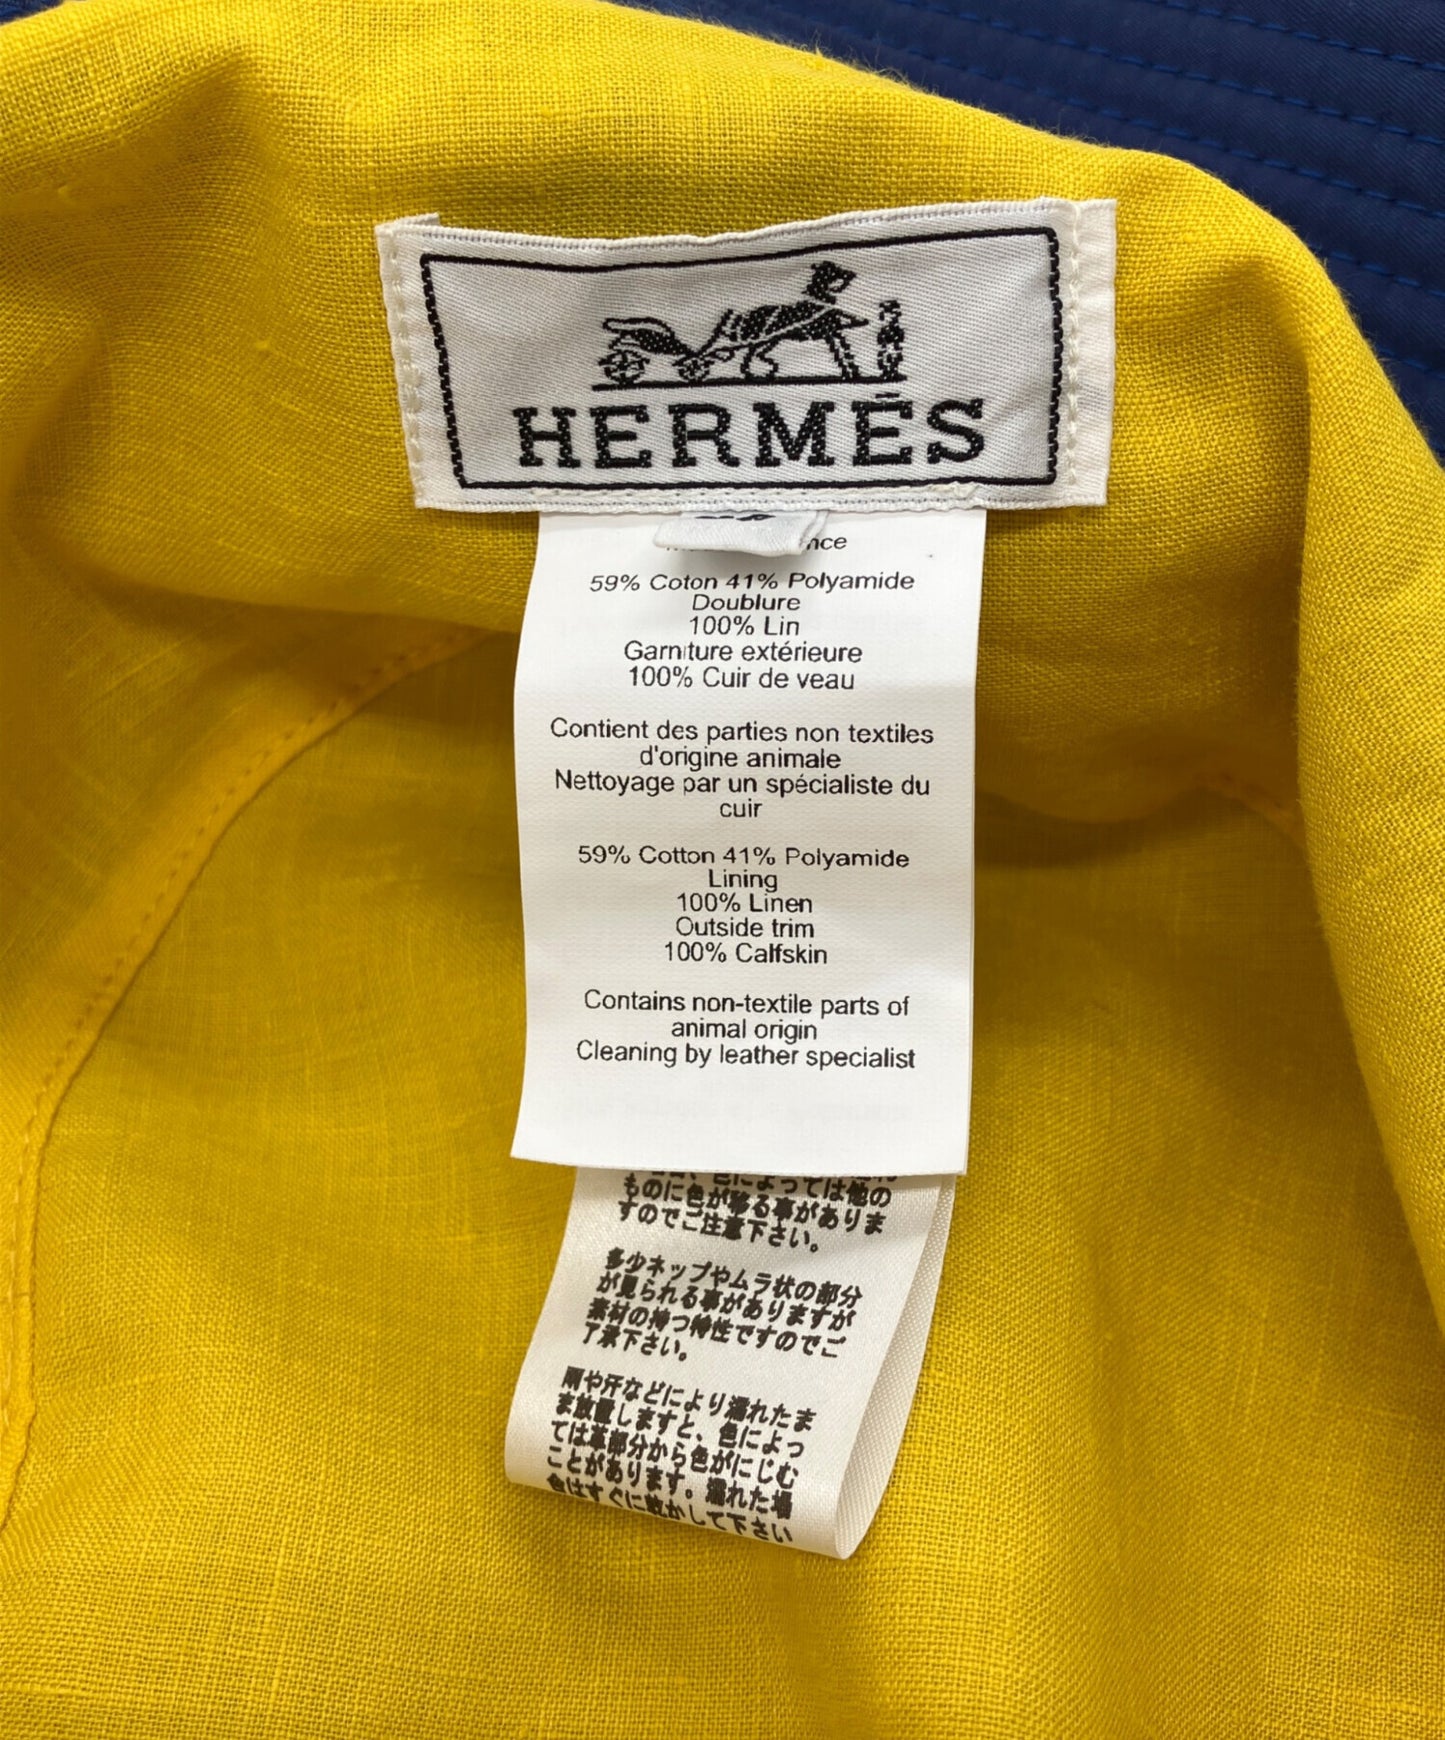 HERMÈS
59% Coton 41% Polyamide
Doublure
100% Lin
Garniture extérieure
100% Cuir de veau
Contient des parties non textiles
d'origine animale
Nettoyage par un spécialiste du
cuir
59% Cotton 41% Polyamide
Lining
100% Linen
Outside trim
100% Calfskin
Contains non-textile parts of
animal origin
Cleaning by leather specialist
色によっては他の
ものに色が移る事がありま
すのでご注意下さい。
多少ネップやムラ状の部分
が見られる事がありますが
素材の持つ特性ですのでご
了承下さい。
雨や汗などにより濡れたま
ま放置しますと、色によっ
ては革部分から色がにじむ
ことがあります。濡れた場
合はすぐに乾かして下さい